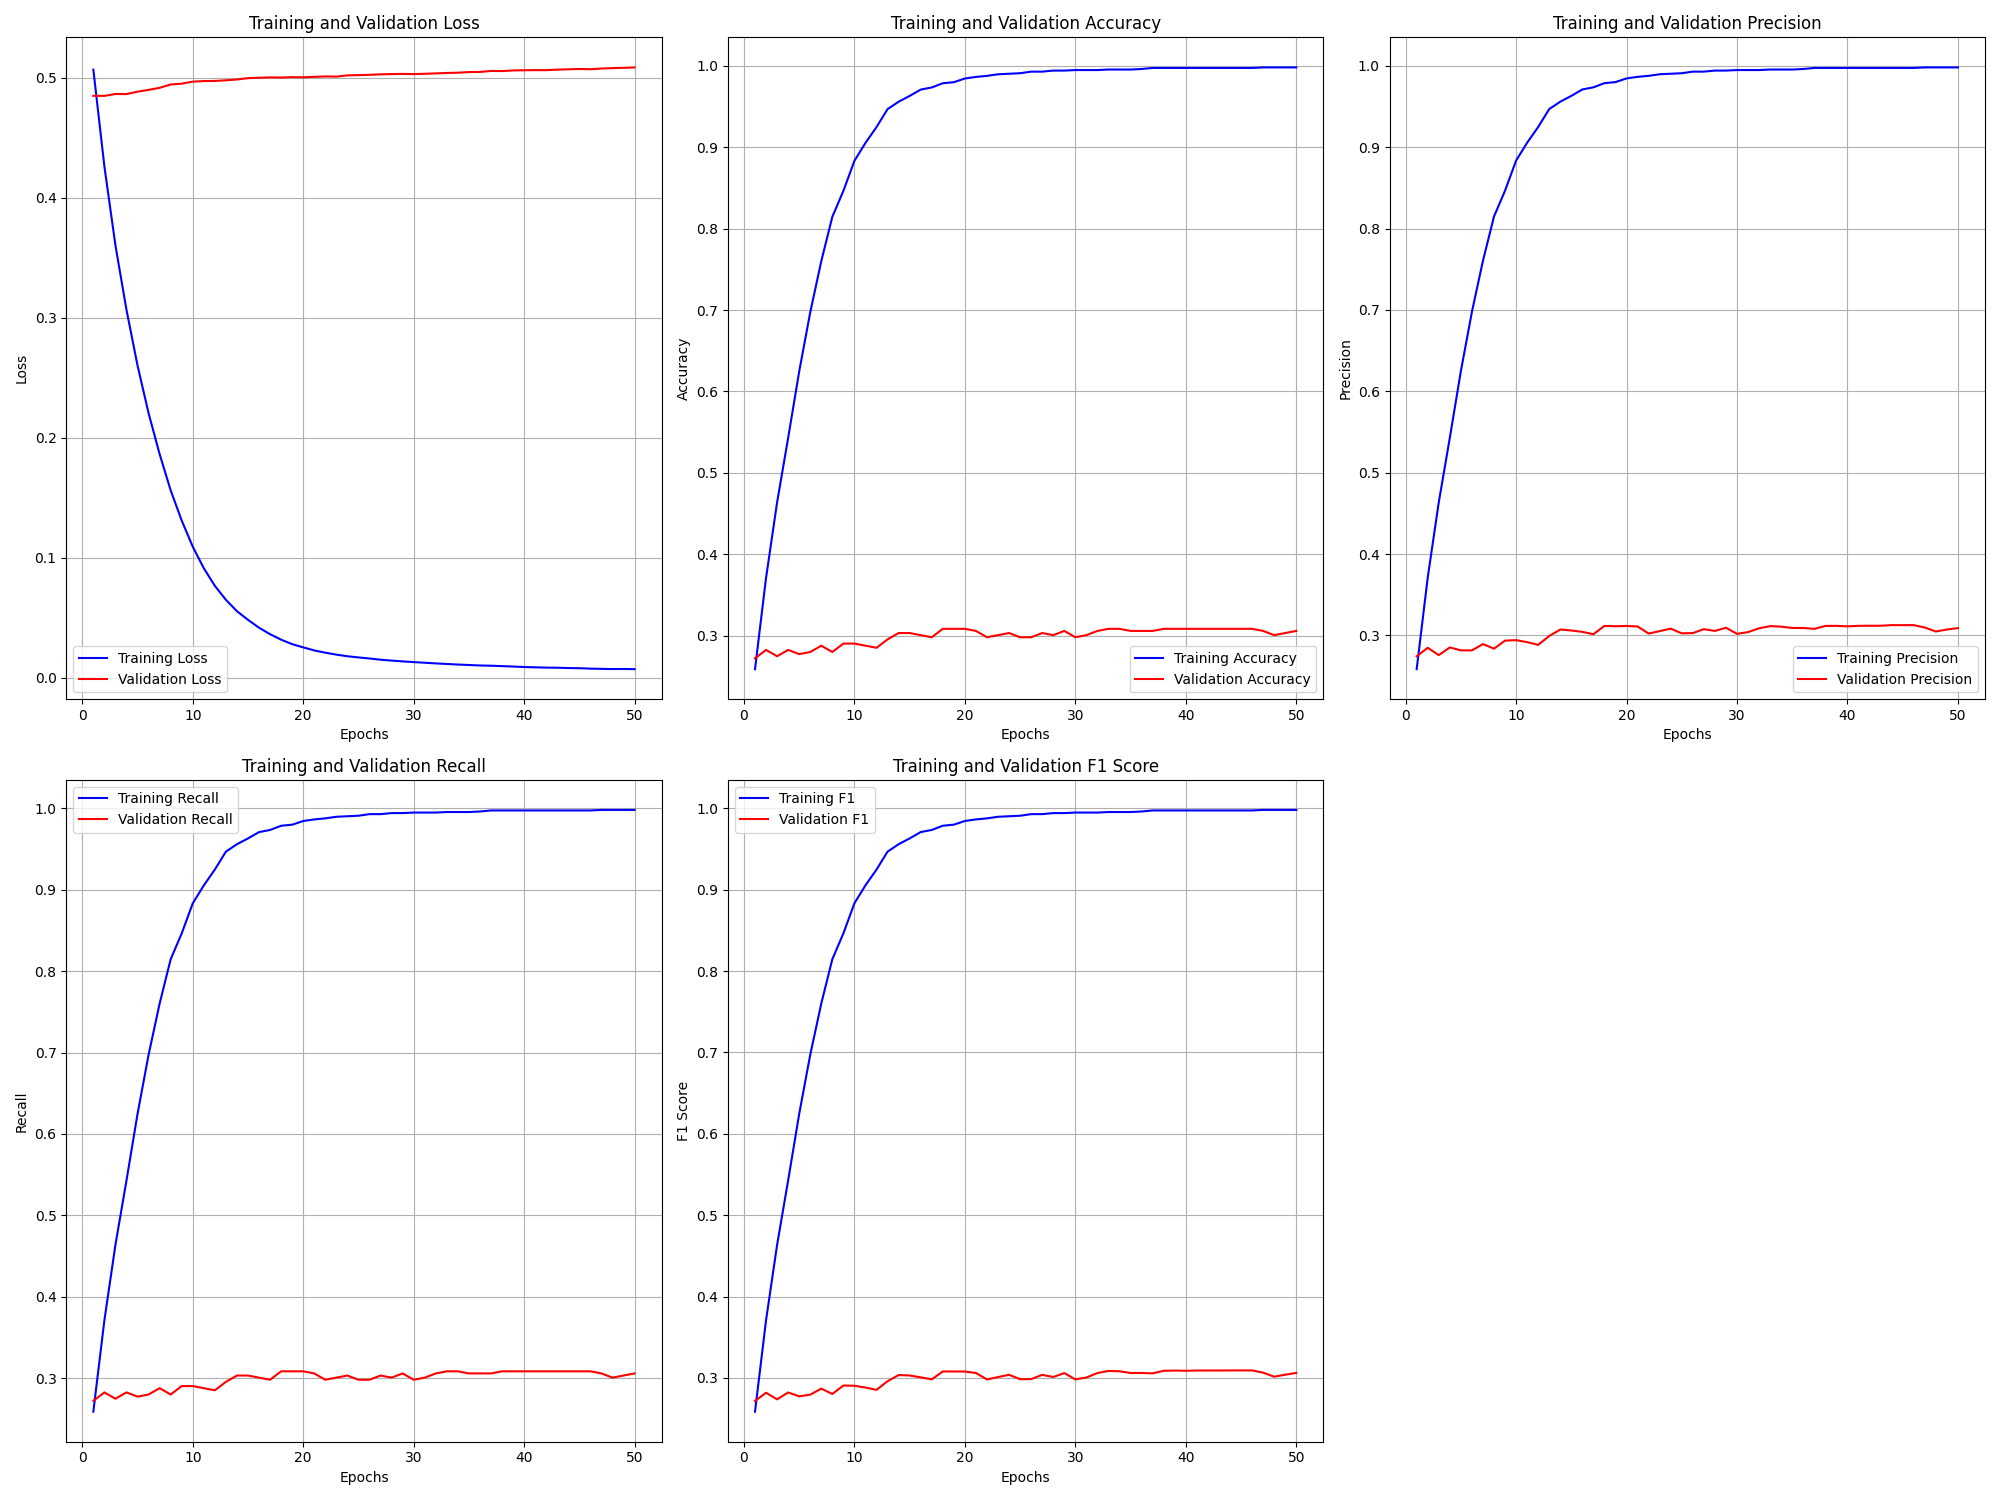 Training and Validation Loss
0.5
0.4
0.3
0.2
0.1
0.0
Loss
Training Loss
Validation Loss
0 10 20 30 40 50
Epochs
Training and Validation Accuracy
1.0
0.9
0.8
0.7
0.6
0.5
0.4
0.3
Accuracy
Training Accuracy
Validation Accuracy
0 10 20 30 40 50
Epochs
Training and Validation Precision
1.0
0.9
0.8
0.7
0.6
0.5
0.4
0.3
Precision
Training Precision
Validation Precision
0 10 20 30 40 50
Epochs
Training and Validation Recall
Training Recall
Validation Recall
1.0
0.9
0.8
0.7
0.6
0.5
0.4
0.3
Recall
0 10 20 30 40 50
Epochs
Training and Validation F1 Score
Training F1
Validation F1
1.0
0.9
0.8
0.7
0.6
0.5
0.4
0.3
F1 Score
0 10 20 30 40 50
Epochs